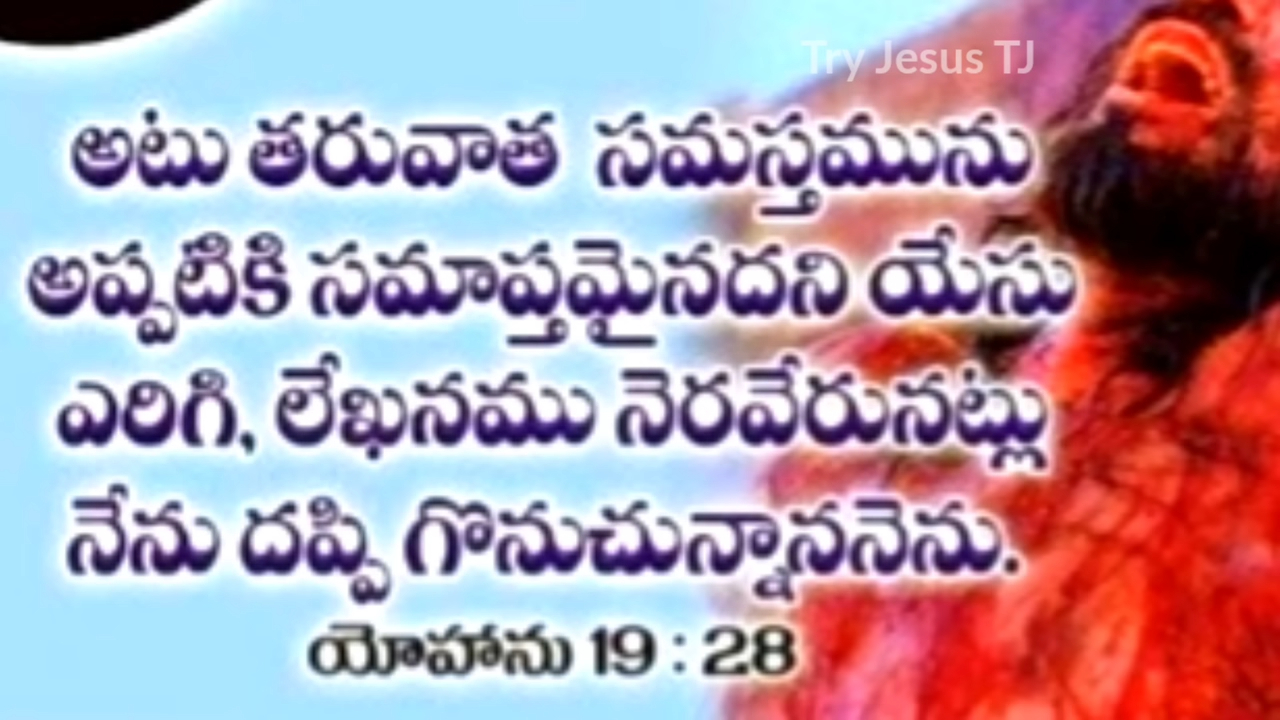 Try Jesus TJ
అటు తరువాత సమస్తమును
అప్పటికి సమాప్తమైనదని యేసు
ఎరిగి, లేఖనము నెరవేరునట్లు
నేను దప్పి గొనుచున్నాననెను.
యోహాను 19 : 28